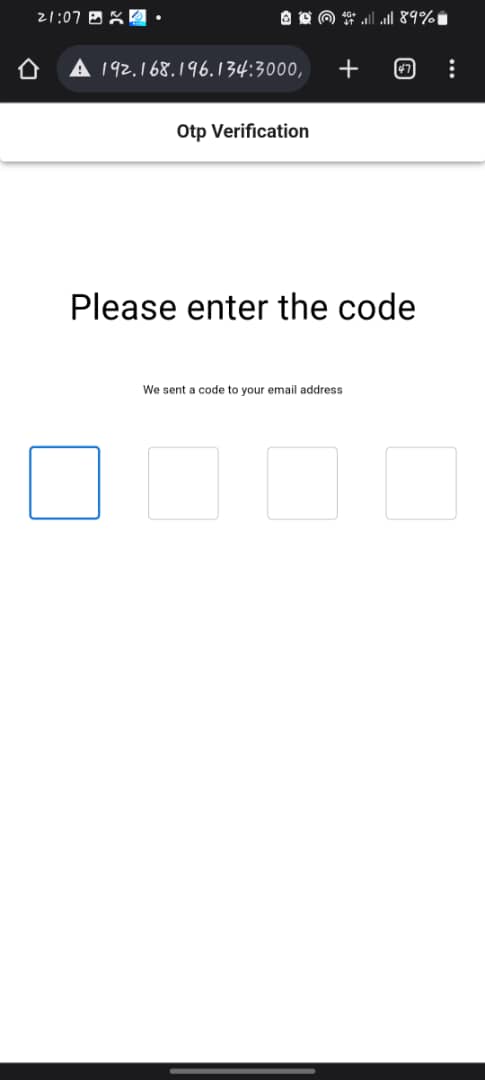 21:07 4G+ 89%
192.168.196.134:3000, 47
Otp Verification
Please enter the code
We sent a code to your email address